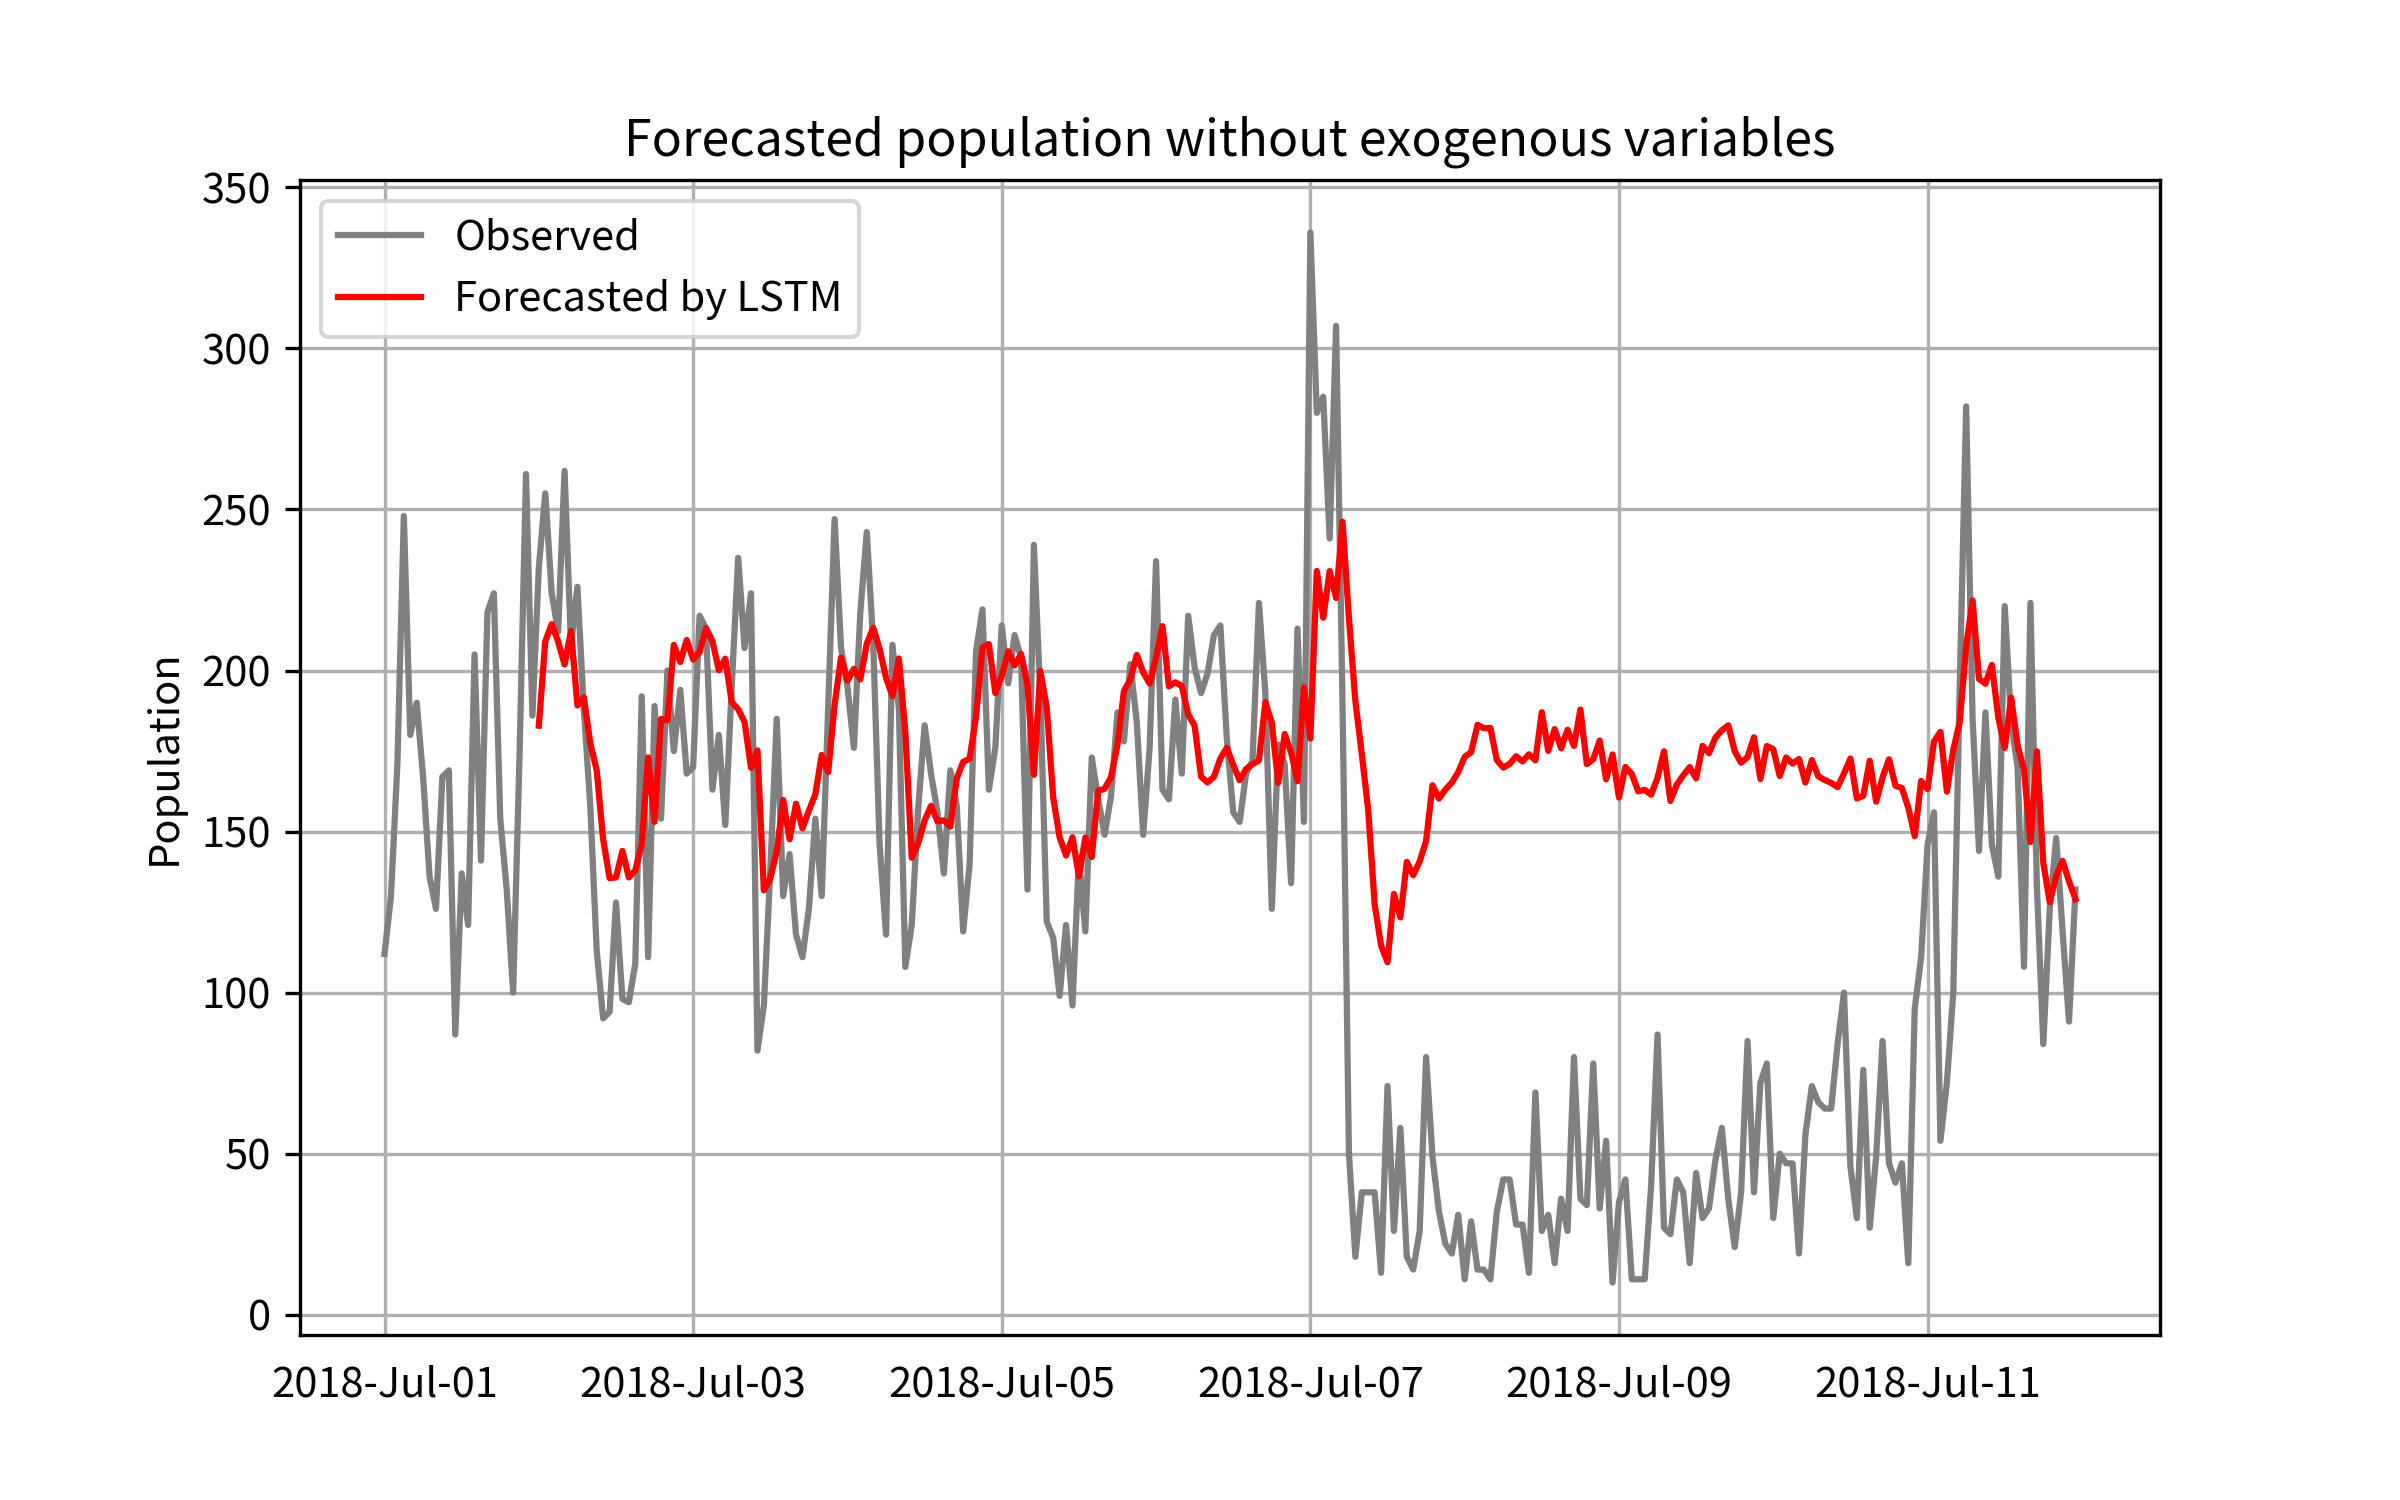 Forecasted population without exogenous variables
350
300
250
200
150
100
50
0
Population
Observed
Forecasted by LSTM
2018-Jul-01 2018-Jul-03 2018-Jul-05 2018-Jul-07 2018-Jul-09 2018-Jul-11